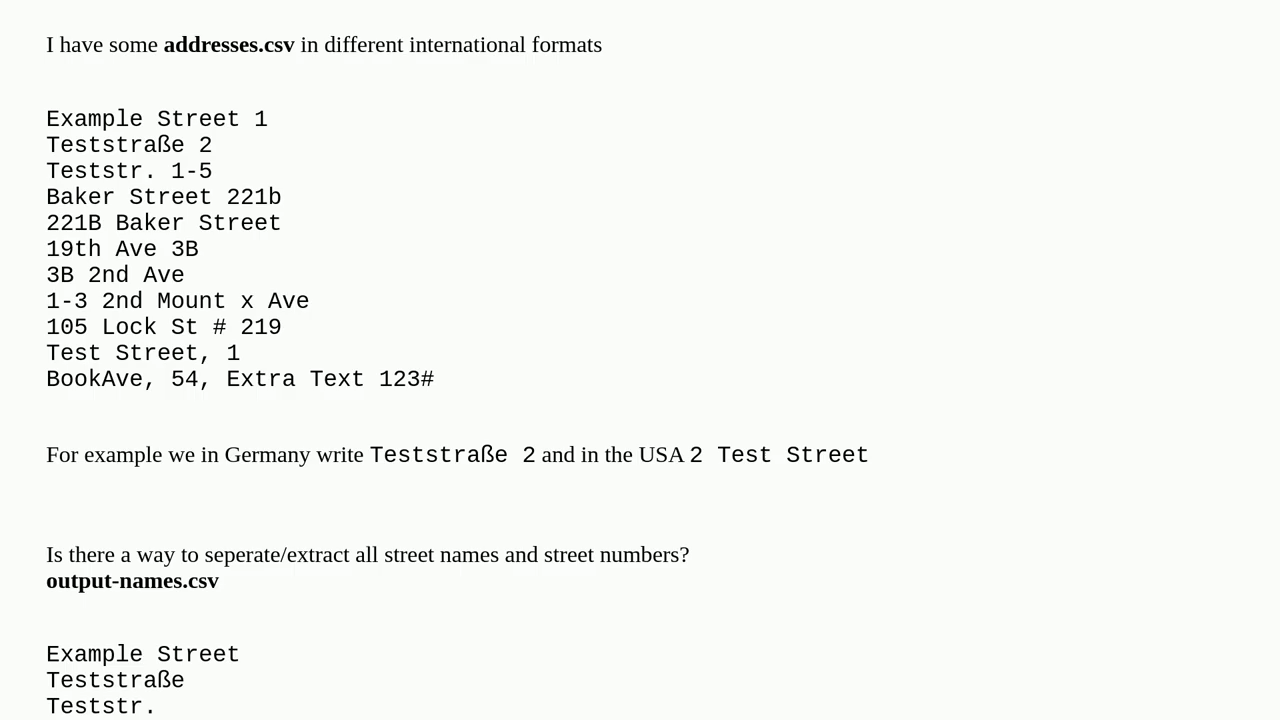 I have some addresses.csv in different international formats
Example Street 1
Teststraße 2
Teststr. 1-5
Baker Street 221b
221B Baker Street
19th Ave 3B
3B 2nd Ave
1-3 2nd Mount x Ave
105 Lock St # 219
Test Street, 1
BookAve, 54, Extra Text 123#
For example we in Germany write Teststraße 2 and in the USA 2 Test Street
Is there a way to seperate/extract all street names and street numbers?
output-names.csv
Example Street
Teststraße
Teststr.